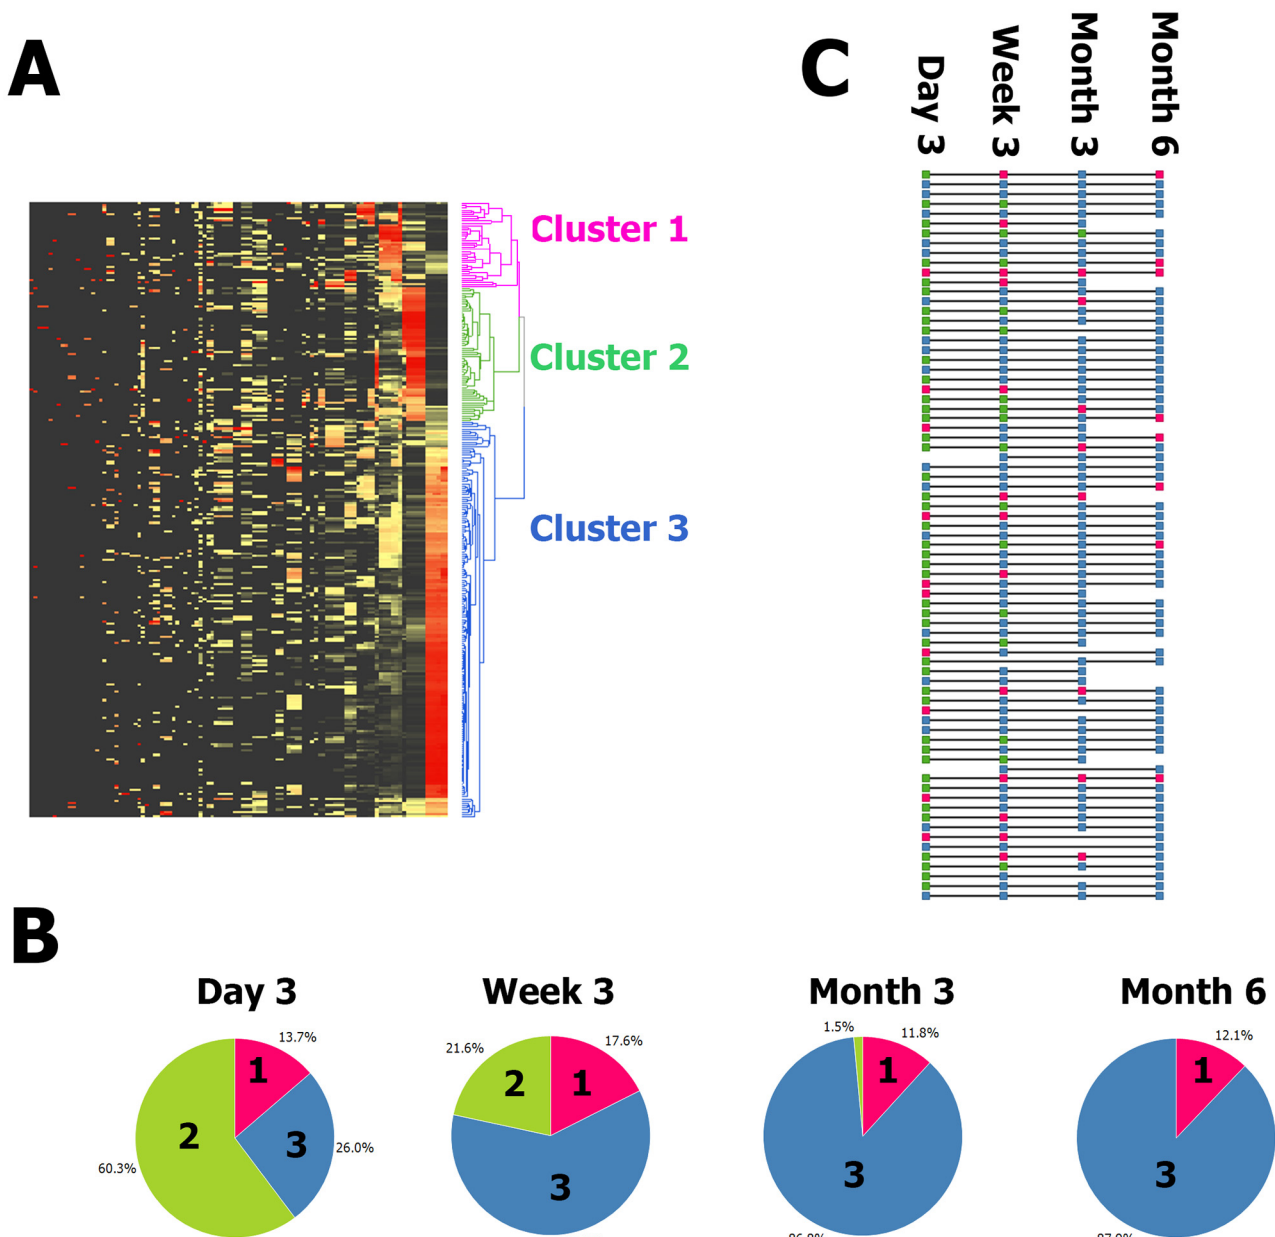 A
Cluster 1
Cluster 2
Cluster 3
C
Day 3
Week 3
Month 3
Month 6
B
Day 3
13.7%
1
26.0%
3
60.3%
2
Week 3
21.6%
17.6%
2
1
3
Month 3
1.5%
11.8%
1
3
Month 6
12.1%
1
3